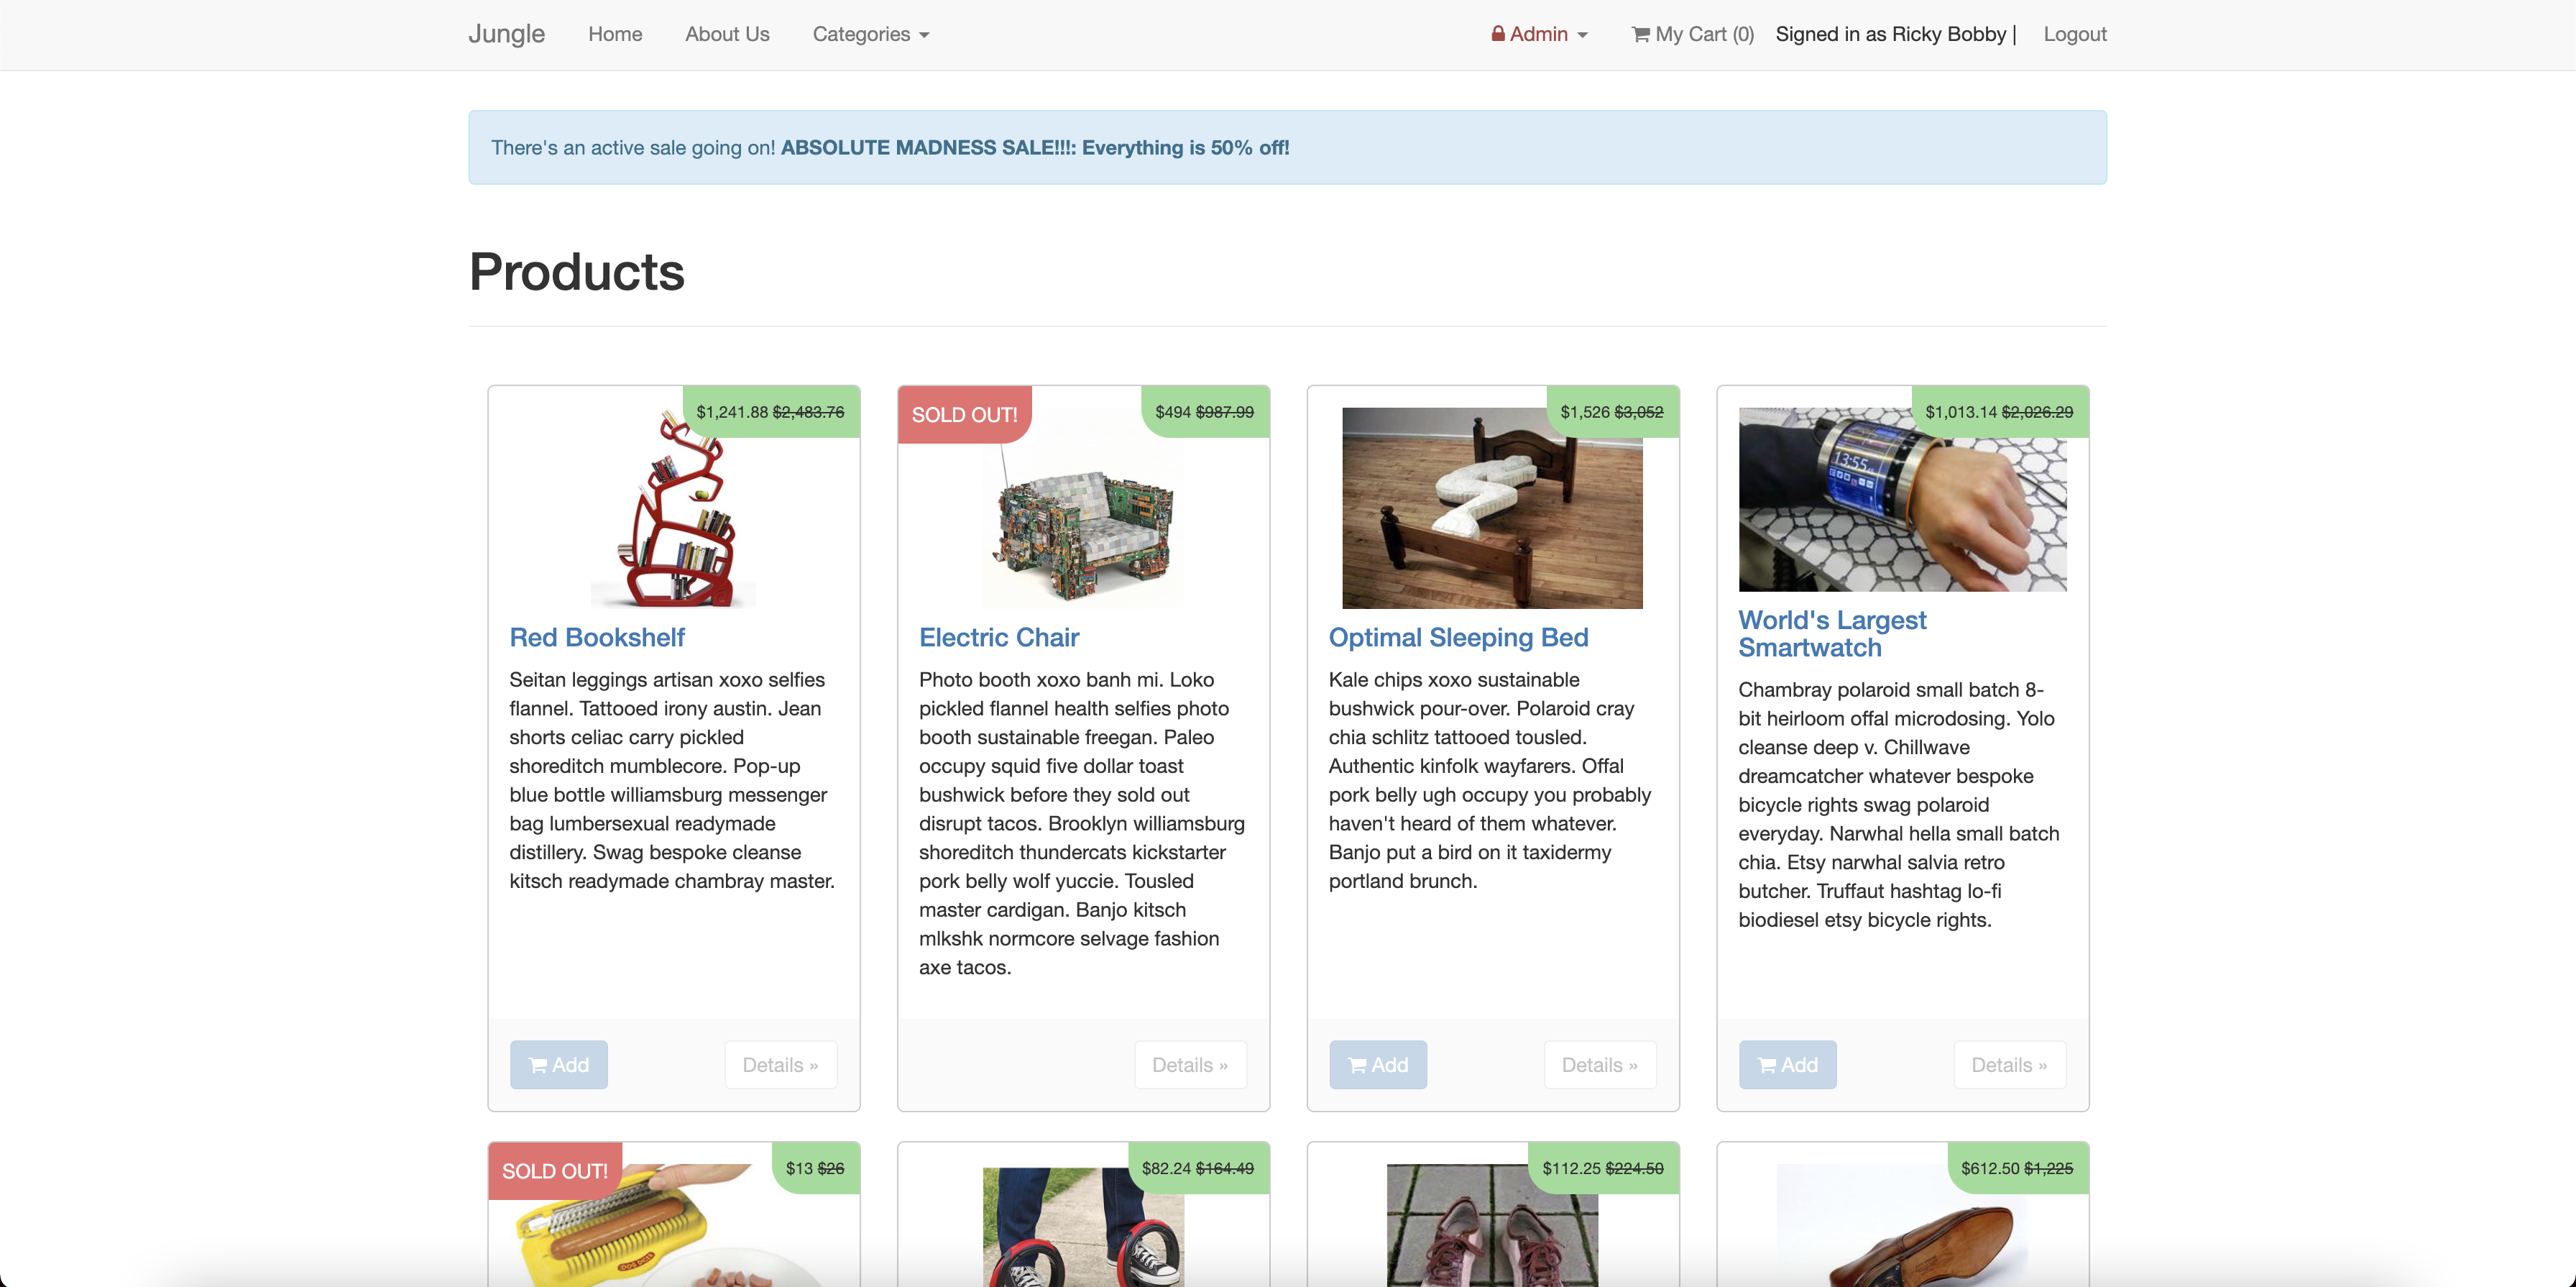 Jungle Home About Us Categories Admin My Cart (0) Signed in as Ricky Bobby | Logout
There's an active sale going on! ABSOLUTE MADNESS SALE!!!: Everything is 50% off!
Products
$1,241.88 $2,483.76
Red Bookshelf
Seitan leggings artisan xoxo selfies
flannel. Tattooed irony austin. Jean
shorts celiac carry pickled
shoreditch mumblecore. Pop-up
blue bottle williamsburg messenger
bag lumbersexual readymade
distillery. Swag bespoke cleanse
kitsch readymade chambray master.
Add Details »
SOLD OUT! $494 $987.99
Electric Chair
Photo booth xoxo banh mi. Loko
pickled flannel health selfies photo
booth sustainable freegan. Paleo
occupy squid five dollar toast
bushwick before they sold out
disrupt tacos. Brooklyn williamsburg
shoreditch thundercats kickstarter
pork belly wolf yuccie. Tousled
master cardigan. Banjo kitsch
mlkshk normcore selvage fashion
axe tacos.
Details »
$1,526 $3,052
Optimal Sleeping Bed
Kale chips xoxo sustainable
bushwick pour-over. Polaroid cray
chia schlitz tattooed tousled.
Authentic kinfolk wayfarers. Offal
pork belly ugh occupy you probably
haven't heard of them whatever.
Banjo put a bird on it taxidermy
portland brunch.
Add Details »
$1,013.14 $2,026.29
13:55
World's Largest
Smartwatch
Chambray polaroid small batch 8-
bit heirloom offal microdosing. Yolo
cleanse deep v. Chillwave
dreamcatcher whatever bespoke
bicycle rights swag polaroid
everyday. Narwhal hella small batch
chia. Etsy narwhal salvia retro
butcher. Truffaut hashtag lo-fi
biodiesel etsy bicycle rights.
Add Details »
SOLD OUT! $13 $26
$82.24 $164.49
$112.25 $224.50
$612.50 $1,225